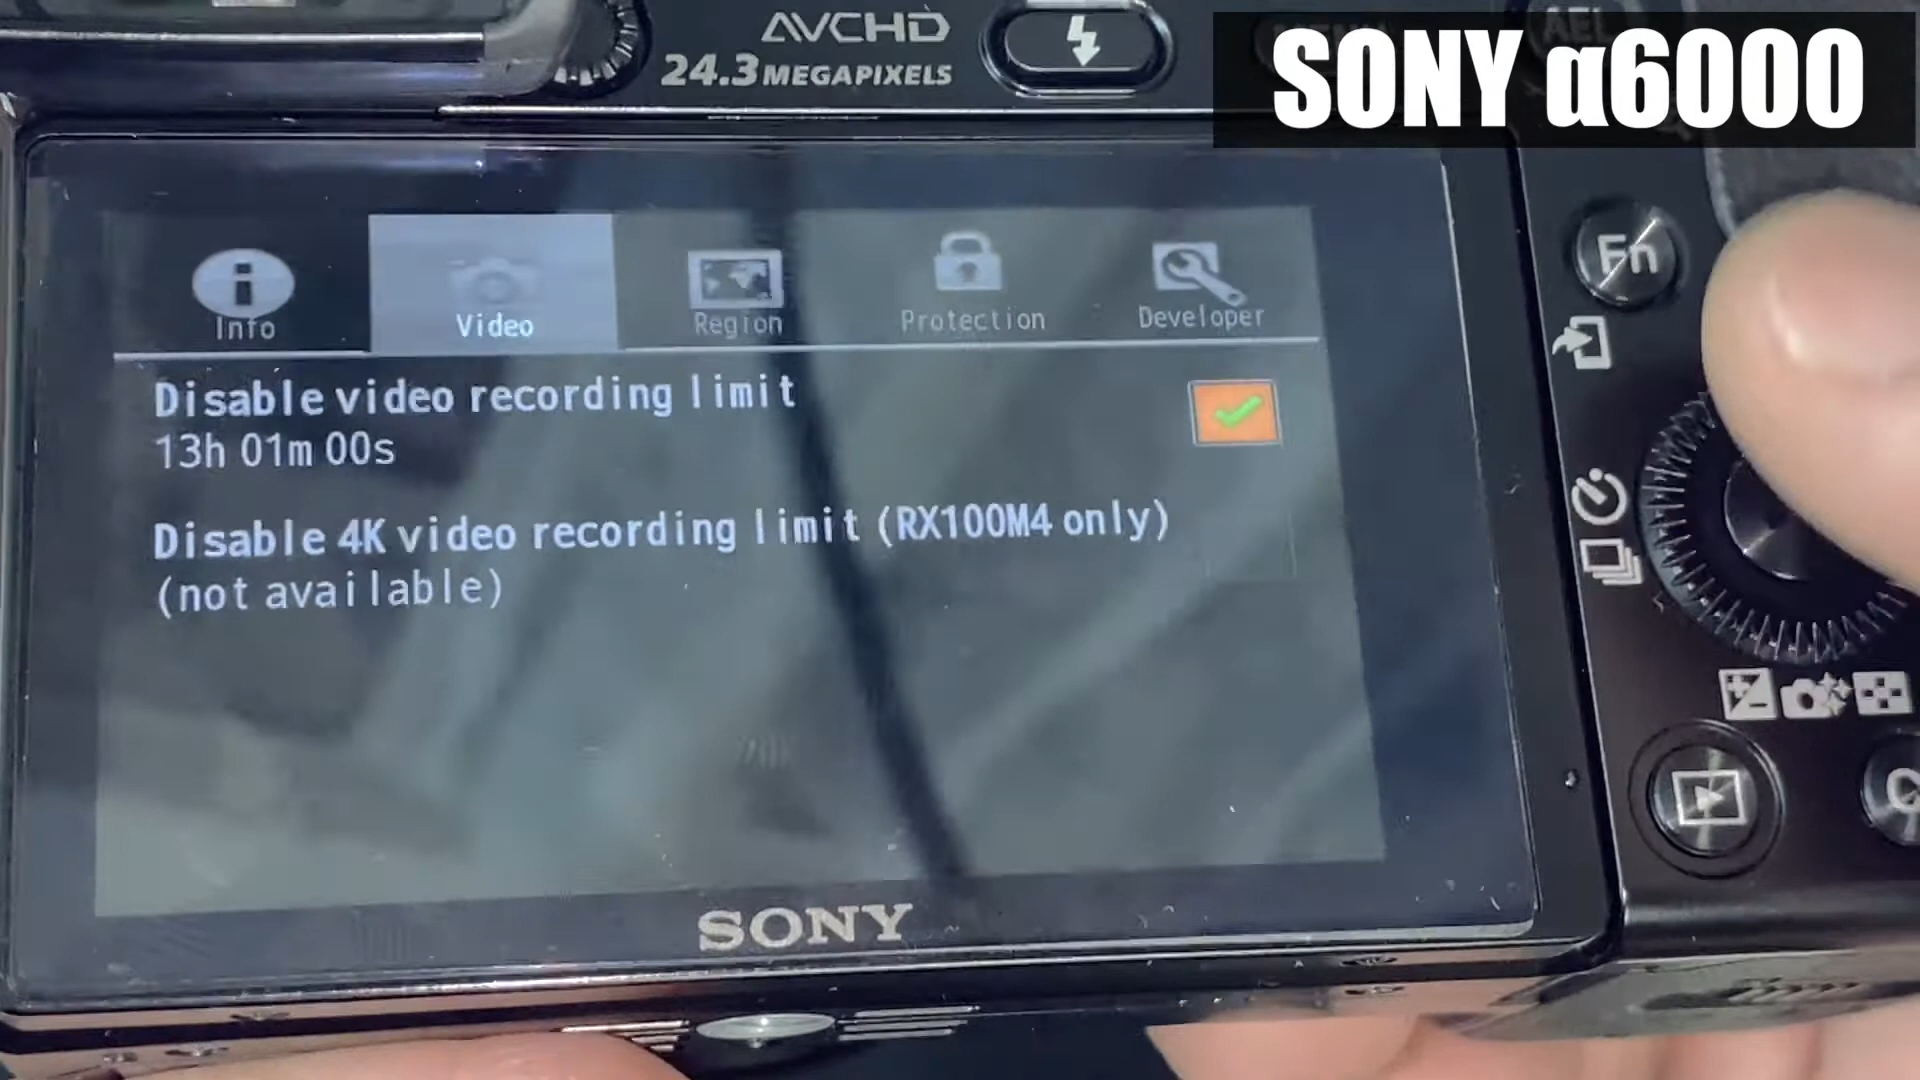 AVCHD
24.3 MEGAPIXELS
SONY α6000
AEL
Fn
Info
Video
Region
Protection
Developer
Disable video recording limit
13h 01m 00s
Disable 4K video recording limit (RX100M4 only)
(not available)
SONY